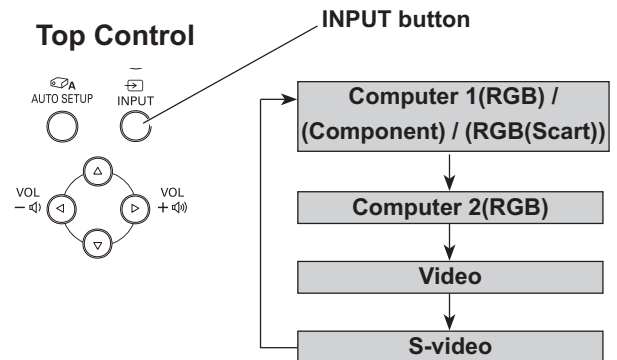 Top Control
INPUT button
A
AUTO SETUP
INPUT
VOL
–
VOL
+
Computer 1(RGB) /
(Component) / (RGB(Scart))
Computer 2(RGB)
Video
S-video